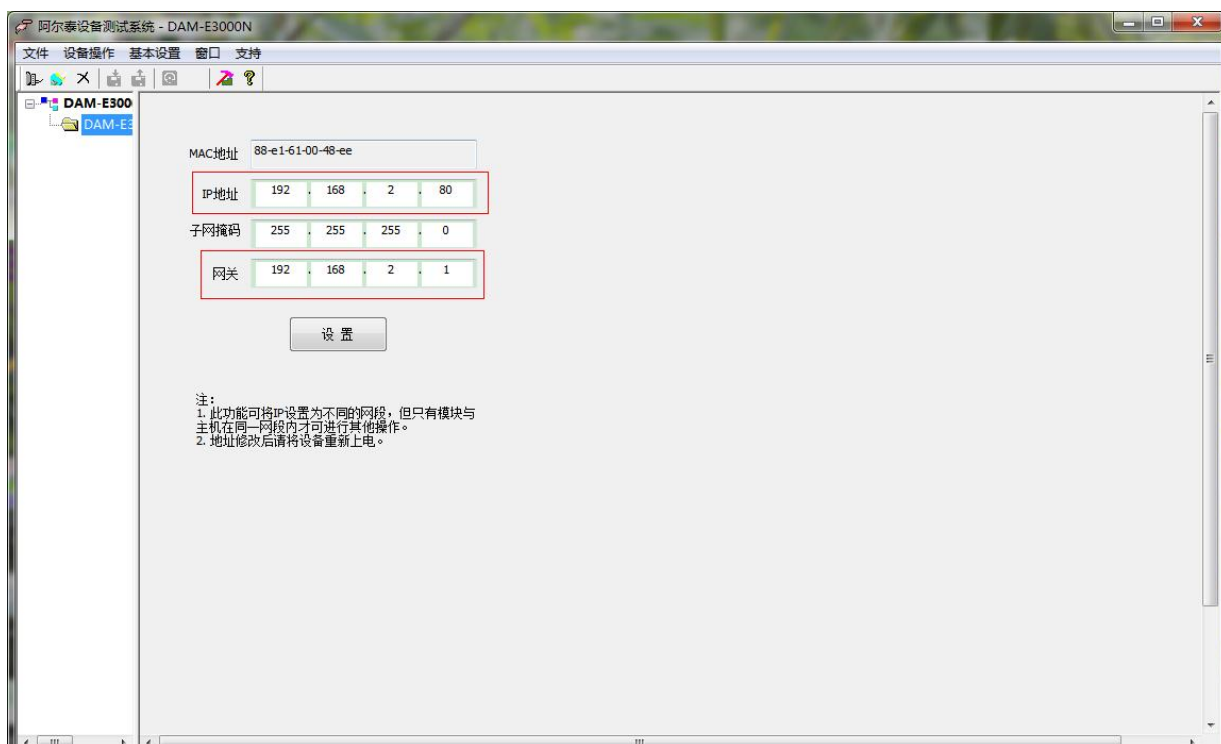 阿尔泰设备测试系统 - DAM-E3000N
文件 设备操作 基本设置 窗口 支持
DAM-E300
DAM-E3
MAC地址 88-e1-61-00-48-ee
IP地址 192 . 168 . 2 . 80
子网掩码 255 . 255 . 255 . 0
网关 192 . 168 . 2 . 1
设 置
注:
1. 此功能可将IP设置为不同的网段,但只有模块与
主机在同一网段内才可进行其他操作。
2. 地址修改后请将设备重新上电。